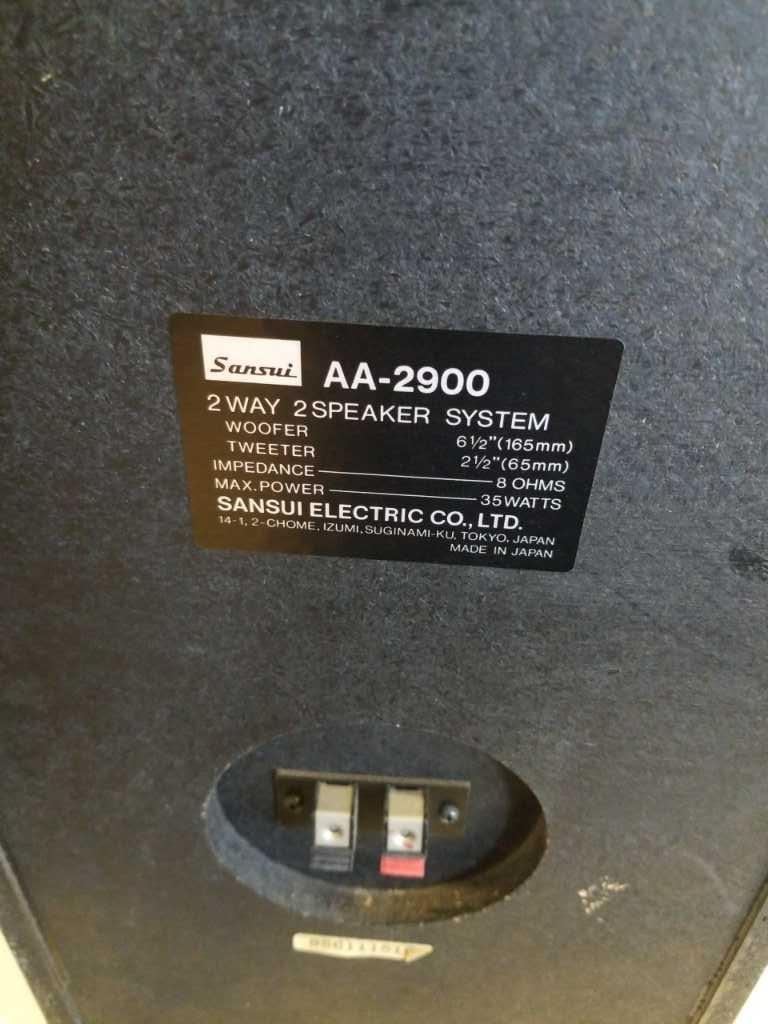 Sansui AA-2900
2 WAY 2 SPEAKER SYSTEM
WOOFER 6½"(165mm)
TWEETER 2½"(65mm)
IMPEDANCE 8 OHMS
MAX. POWER 35 WATTS
SANSUI ELECTRIC CO., LTD.
14-1, 2-CHOME, IZUMI, SUGINAMI-KU, TOKYO, JAPAN
MADE IN JAPAN